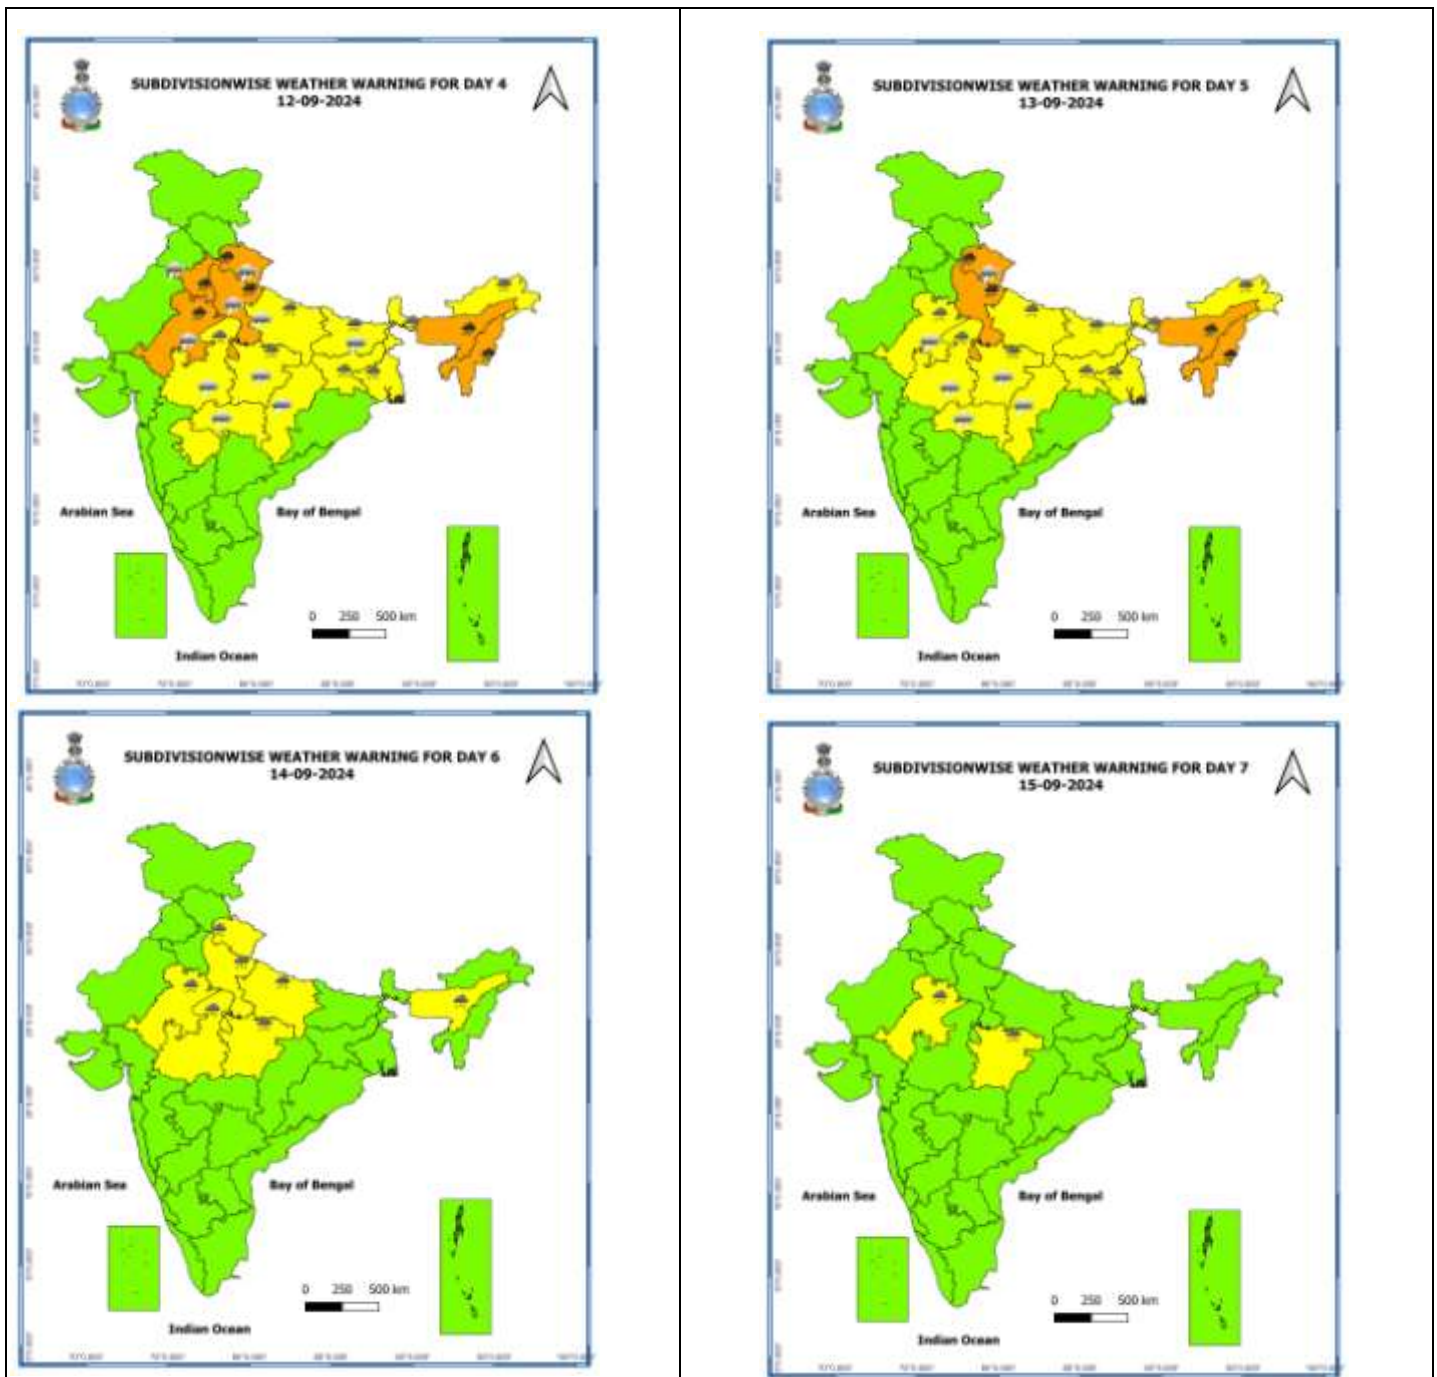 SUBDIVISIONWISE WEATHER WARNING FOR DAY 4
12-09-2024
Arabian Sea
Bay of Bengal
0 250 500 km
Indian Ocean
SUBDIVISIONWISE WEATHER WARNING FOR DAY 5
13-09-2024
Arabian Sea
Bay of Bengal
0 250 500 km
Indian Ocean
SUBDIVISIONWISE WEATHER WARNING FOR DAY 6
14-09-2024
Arabian Sea
Bay of Bengal
0 250 500 km
Indian Ocean
SUBDIVISIONWISE WEATHER WARNING FOR DAY 7
15-09-2024
Arabian Sea
Bay of Bengal
0 250 500 km
Indian Ocean